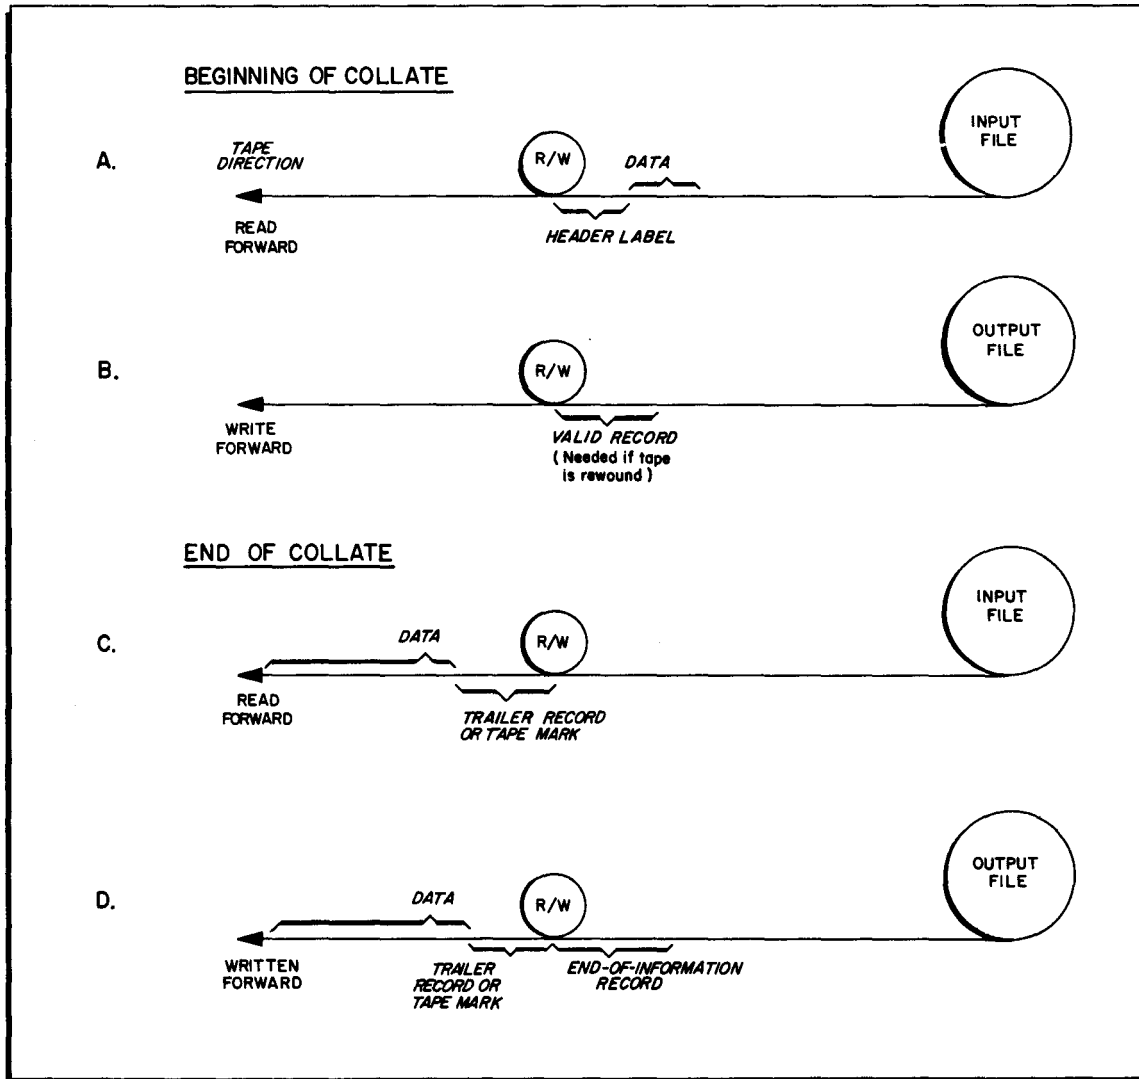 BEGINNING OF COLLATE
A.
TAPE
DIRECTION
R/W
DATA
INPUT
FILE
READ
FORWARD
HEADER LABEL
B.
R/W
OUTPUT
FILE
WRITE
FORWARD
VALID RECORD
(Needed if tape
is rewound)
END OF COLLATE
C.
DATA
R/W
INPUT
FILE
READ
FORWARD
TRAILER RECORD
OR TAPE MARK
D.
DATA
R/W
OUTPUT
FILE
WRITTEN
FORWARD
TRAILER
RECORD OR
TAPE MARK
END-OF-INFORMATION
RECORD